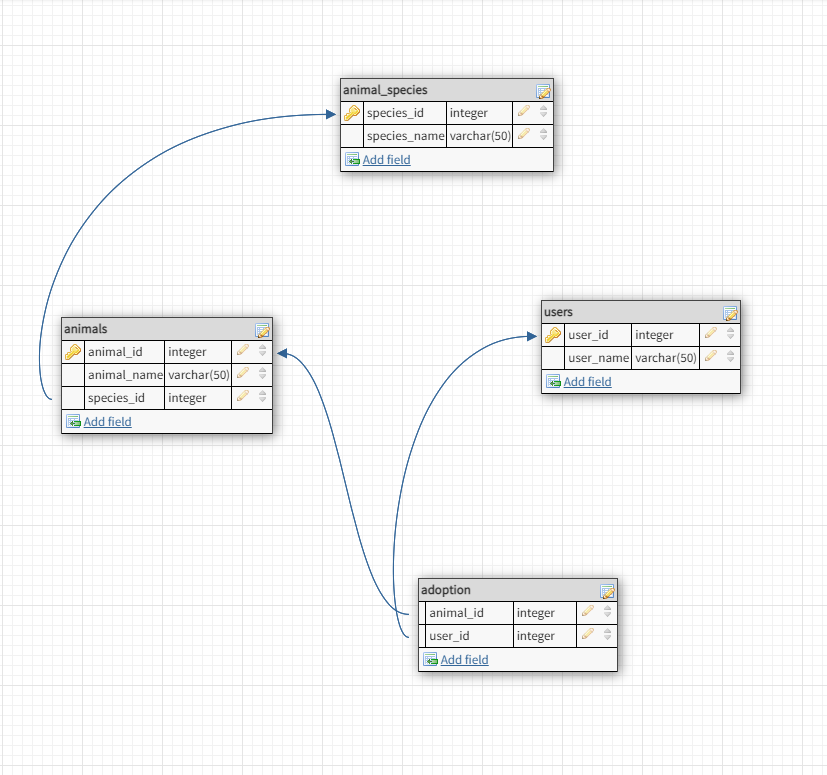 animal_species
species_id integer
species_name varchar(50)
Add field
animals
animal_id integer
animal_name varchar(50)
species_id integer
Add field
users
user_id integer
user_name varchar(50)
Add field
adoption
animal_id integer
user_id integer
Add field